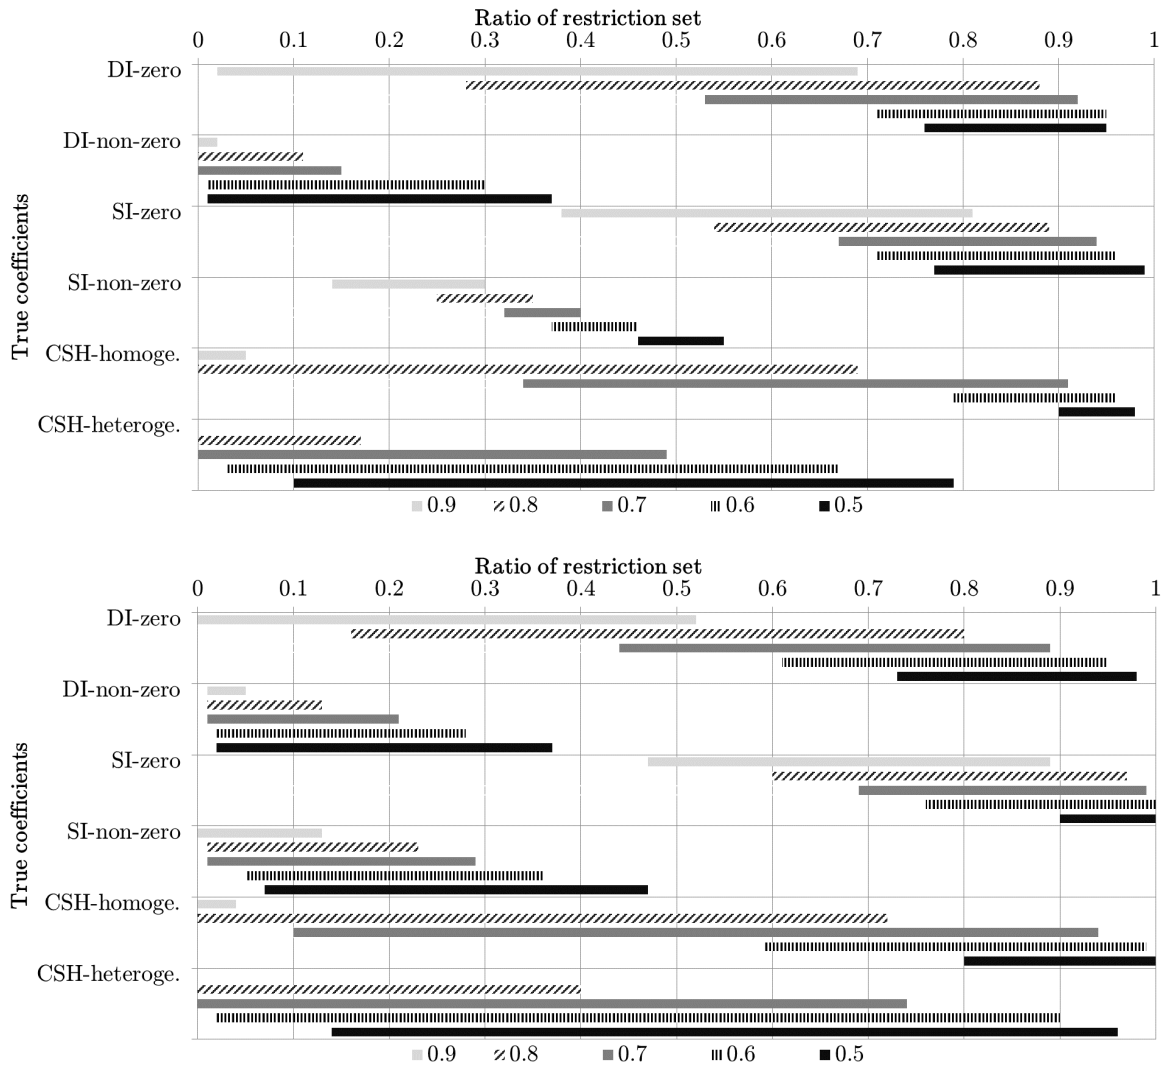 Ratio of restriction set
0 0.1 0.2 0.3 0.4 0.5 0.6 0.7 0.8 0.9 1
True coefficients
DI-zero
DI-non-zero
SI-zero
SI-non-zero
CSH-homoge.
CSH-heteroge.
0.9 0.8 0.7 0.6 0.5
Ratio of restriction set
0 0.1 0.2 0.3 0.4 0.5 0.6 0.7 0.8 0.9 1
True coefficients
DI-zero
DI-non-zero
SI-zero
SI-non-zero
CSH-homoge.
CSH-heteroge.
0.9 0.8 0.7 0.6 0.5